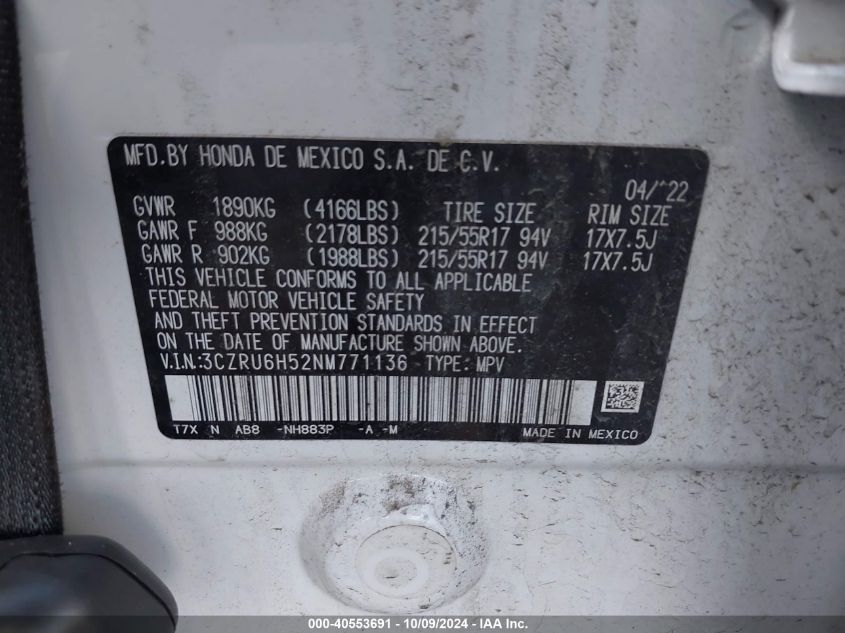 MFD.BY HONDA DE MEXICO S.A. DE C.V.
04/'22
GVWR 1890KG (4166LBS) TIRE SIZE RIM SIZE
GAWR F 988KG (2178LBS) 215/55R17 94V 17X7.5J
GAWR R 902KG (1988LBS) 215/55R17 94V 17X7.5J
THIS VEHICLE CONFORMS TO ALL APPLICABLE
FEDERAL MOTOR VEHICLE SAFETY
AND THEFT PREVENTION STANDARDS IN EFFECT
ON THE DATE OF MANUFACTURE SHOWN ABOVE.
V.I.N:3CZRU6H52NM771136 TYPE: MPV
T7X N AB8 -NH883P -A -M MADE IN MEXICO
000-40553691 - 10/09/2024 - IAAI.com